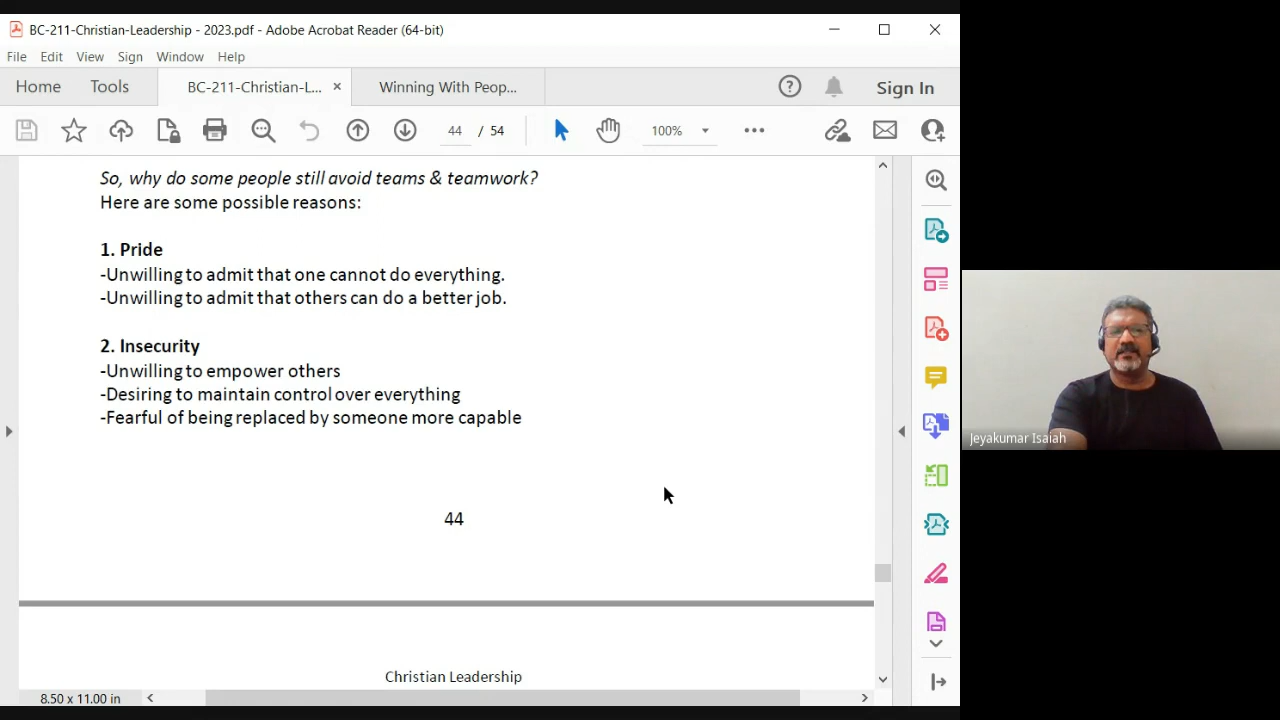 BC-211-Christian-Leadership - 2023.pdf - Adobe Acrobat Reader (64-bit)
File Edit View Sign Window Help
Home Tools BC-211-Christian-L... × Winning With Peop... Sign In
44 / 54 100%
So, why do some people still avoid teams & teamwork?
Here are some possible reasons:
1. Pride
-Unwilling to admit that one cannot do everything.
-Unwilling to admit that others can do a better job.
2. Insecurity
-Unwilling to empower others
-Desiring to maintain control over everything
-Fearful of being replaced by someone more capable
44
Christian Leadership
8.50 x 11.00 in
Jeyakumar Isaiah